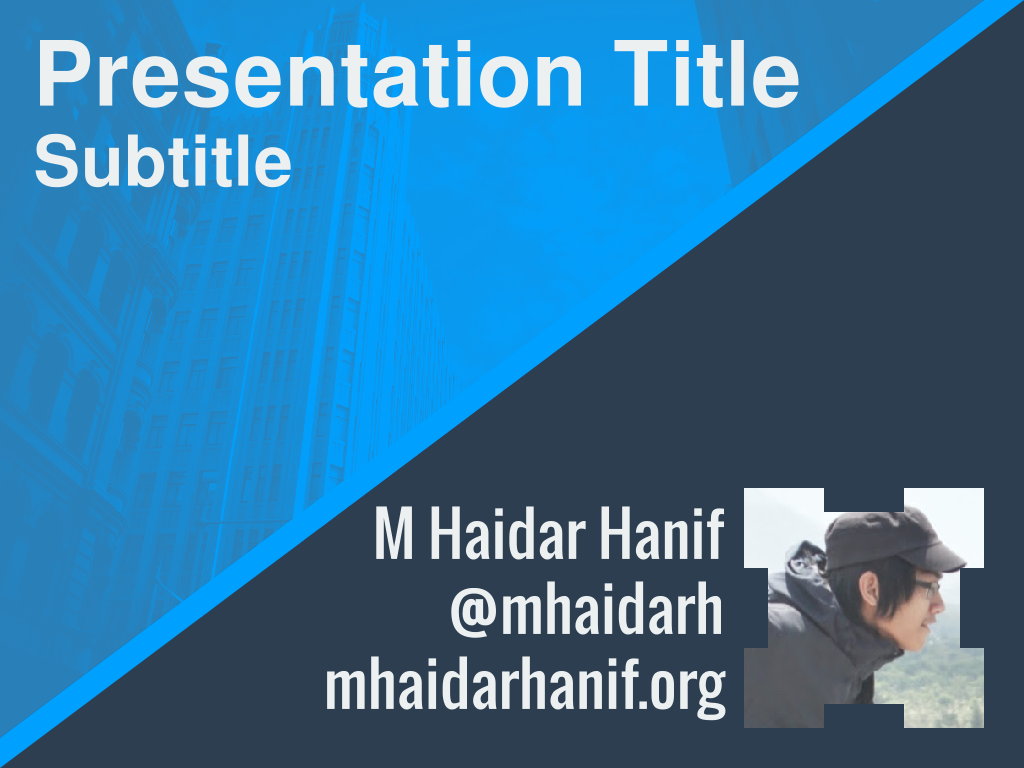 Presentation Title
Subtitle
M Haidar Hanif
@mhaidarh
mhaidarhanif.org